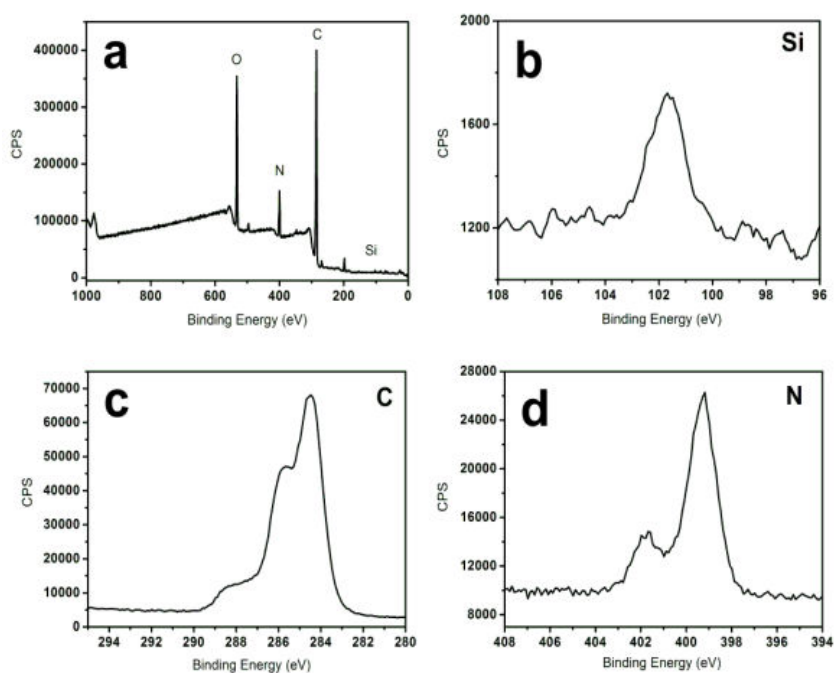 a
O
N
C
Si
CPS
400000
300000
200000
100000
0
1000 800 600 400 200 0
Binding Energy (eV)
b
Si
CPS
2000
1600
1200
108 106 104 102 100 98 96
Binding Energy (eV)
c
C
CPS
70000
60000
50000
40000
30000
20000
10000
0
294 292 290 288 286 284 282 280
Binding Energy (eV)
d
N
CPS
28000
24000
20000
16000
12000
8000
408 406 404 402 400 398 396 394
Binding Energy (eV)